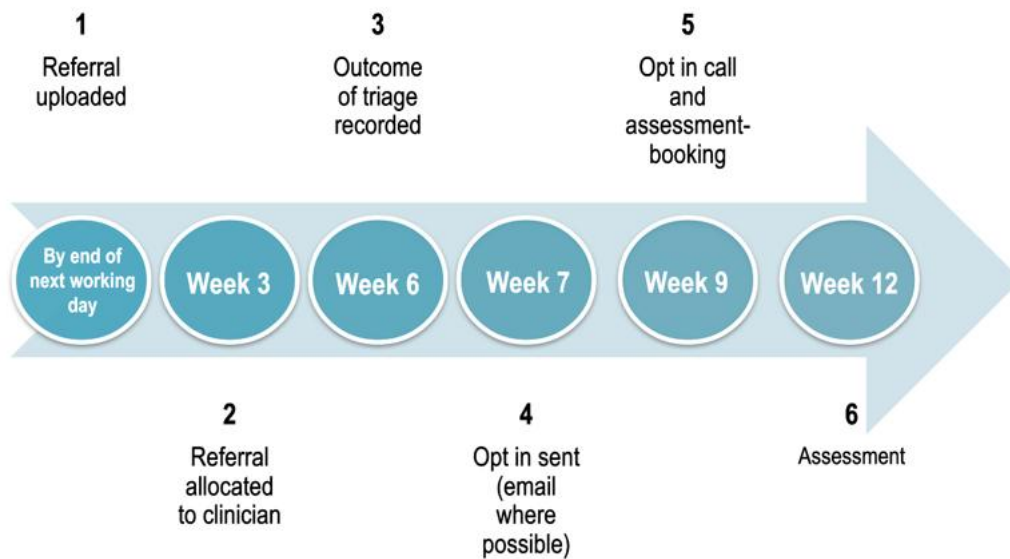 1
Referral
uploaded
3
Outcome
of triage
recorded
5
Opt in call
and
assessment-
booking
By end of
next working
day
Week 3
Week 6
Week 7
Week 9
Week 12
2
Referral
allocated
to clinician
4
Opt in sent
(email
where
possible)
6
Assessment